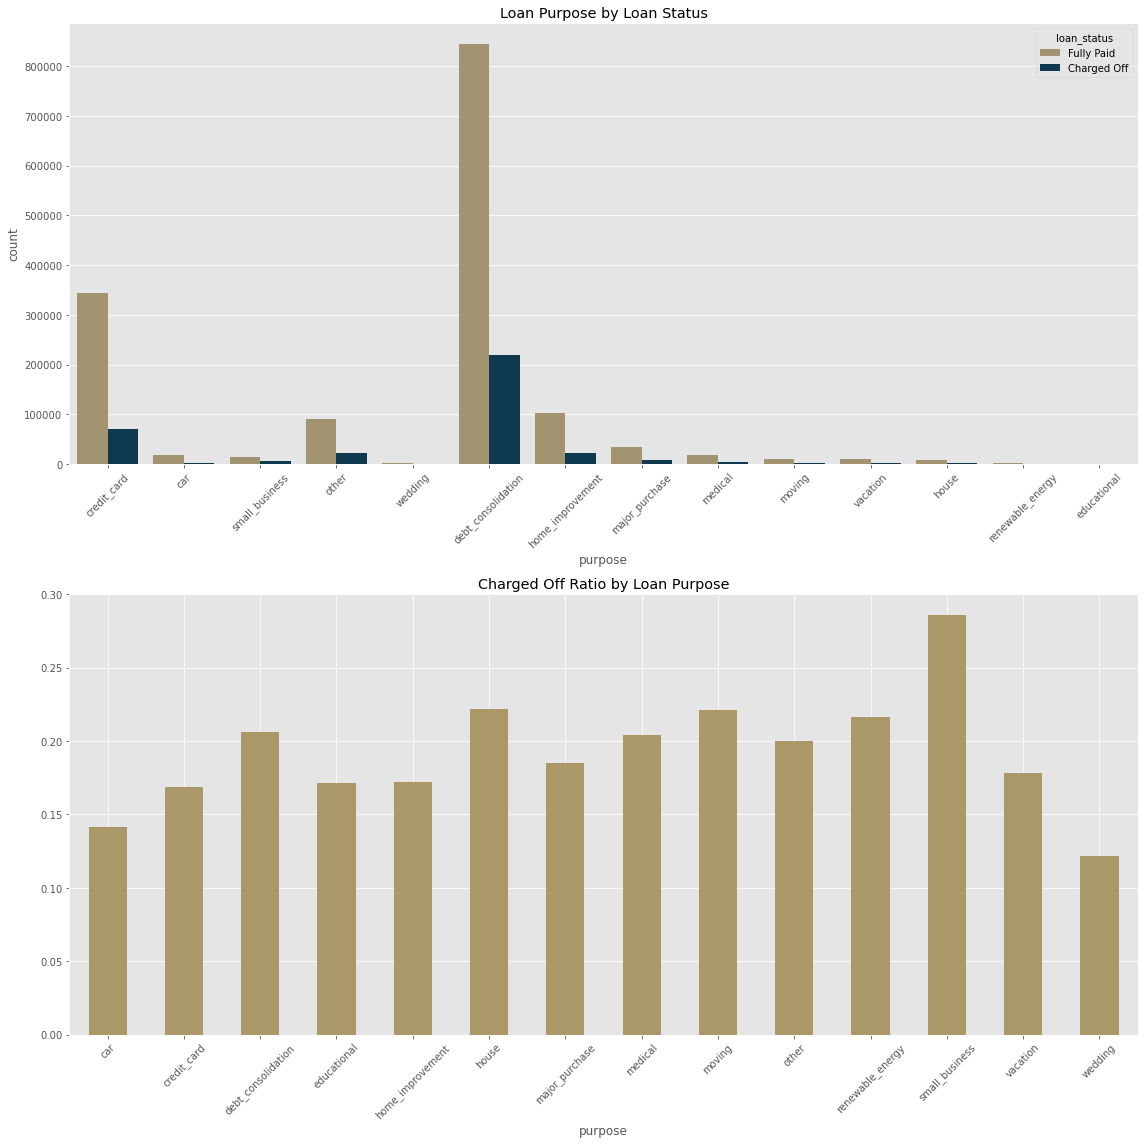 Loan Purpose by Loan Status
loan_status
Fully Paid
Charged Off
800000
700000
600000
500000
400000
300000
200000
100000
0
count
credit_card
car
small_business
other
wedding
debt_consolidation
home_improvement
major_purchase
medical
moving
vacation
house
renewable_energy
educational
purpose
Charged Off Ratio by Loan Purpose
0.30
0.25
0.20
0.15
0.10
0.05
0.00
car
credit_card
debt_consolidation
educational
home_improvement
house
major_purchase
medical
moving
other
renewable_energy
small_business
vacation
wedding
purpose